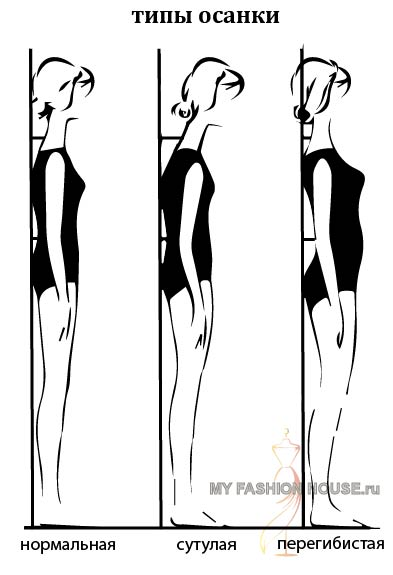 типы осанки
MY FASHION HOUSE.ru
нормальная сутулая перегибистая